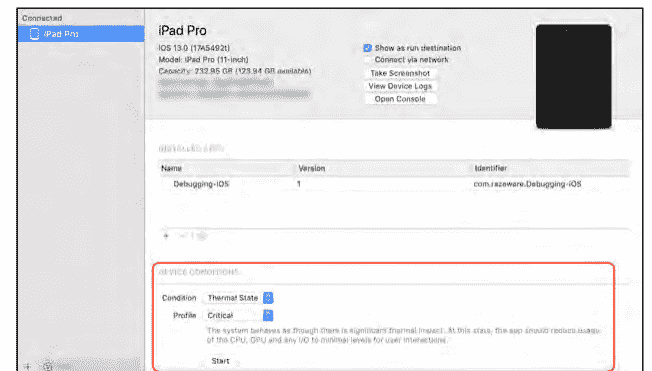 Connected
iPad Pro
iPad Pro
iOS 13.0 (17A5492t)
Model: iPad Pro (11-inch)
Capacity: 232.95 GB (123.94 GB available)
Show as run destination
Connect via network
Take Screenshot
View Device Logs
Open Console
INSTALLED APPS
Name Version Identifier
Debugging-iOS 1 com.razeware.Debugging-iOS
DEVICE CONDITIONS
Condition Thermal State
Profile Critical
The system behaves as though there is significant thermal impact. At this state, the app should reduce usage
of the CPU, GPU and any I/O to minimal levels for user interactions.
Start